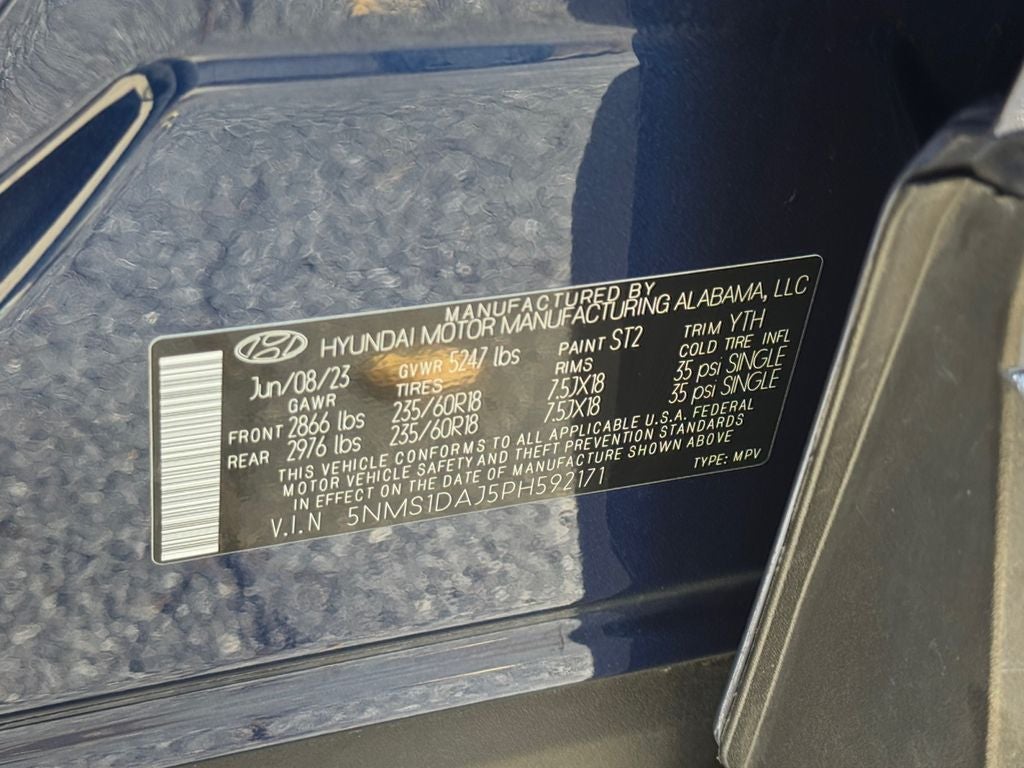 MANUFACTURED BY
HYUNDAI MOTOR MANUFACTURING ALABAMA, LLC
Jun/08/23 GVWR 5247 lbs PAINT ST2 TRIM YTH
GAWR TIRES RIMS COLD TIRE INFL
FRONT 2866 lbs 235/60R18 7.5JX18 35 psi SINGLE
REAR 2976 lbs 235/60R18 7.5JX18 35 psi SINGLE
THIS VEHICLE CONFORMS TO ALL APPLICABLE U.S.A. FEDERAL
MOTOR VEHICLE SAFETY AND THEFT PREVENTION STANDARDS
IN EFFECT ON THE DATE OF MANUFACTURE SHOWN ABOVE
V.I.N 5NMS1DAJ5PH592171 TYPE: MPV